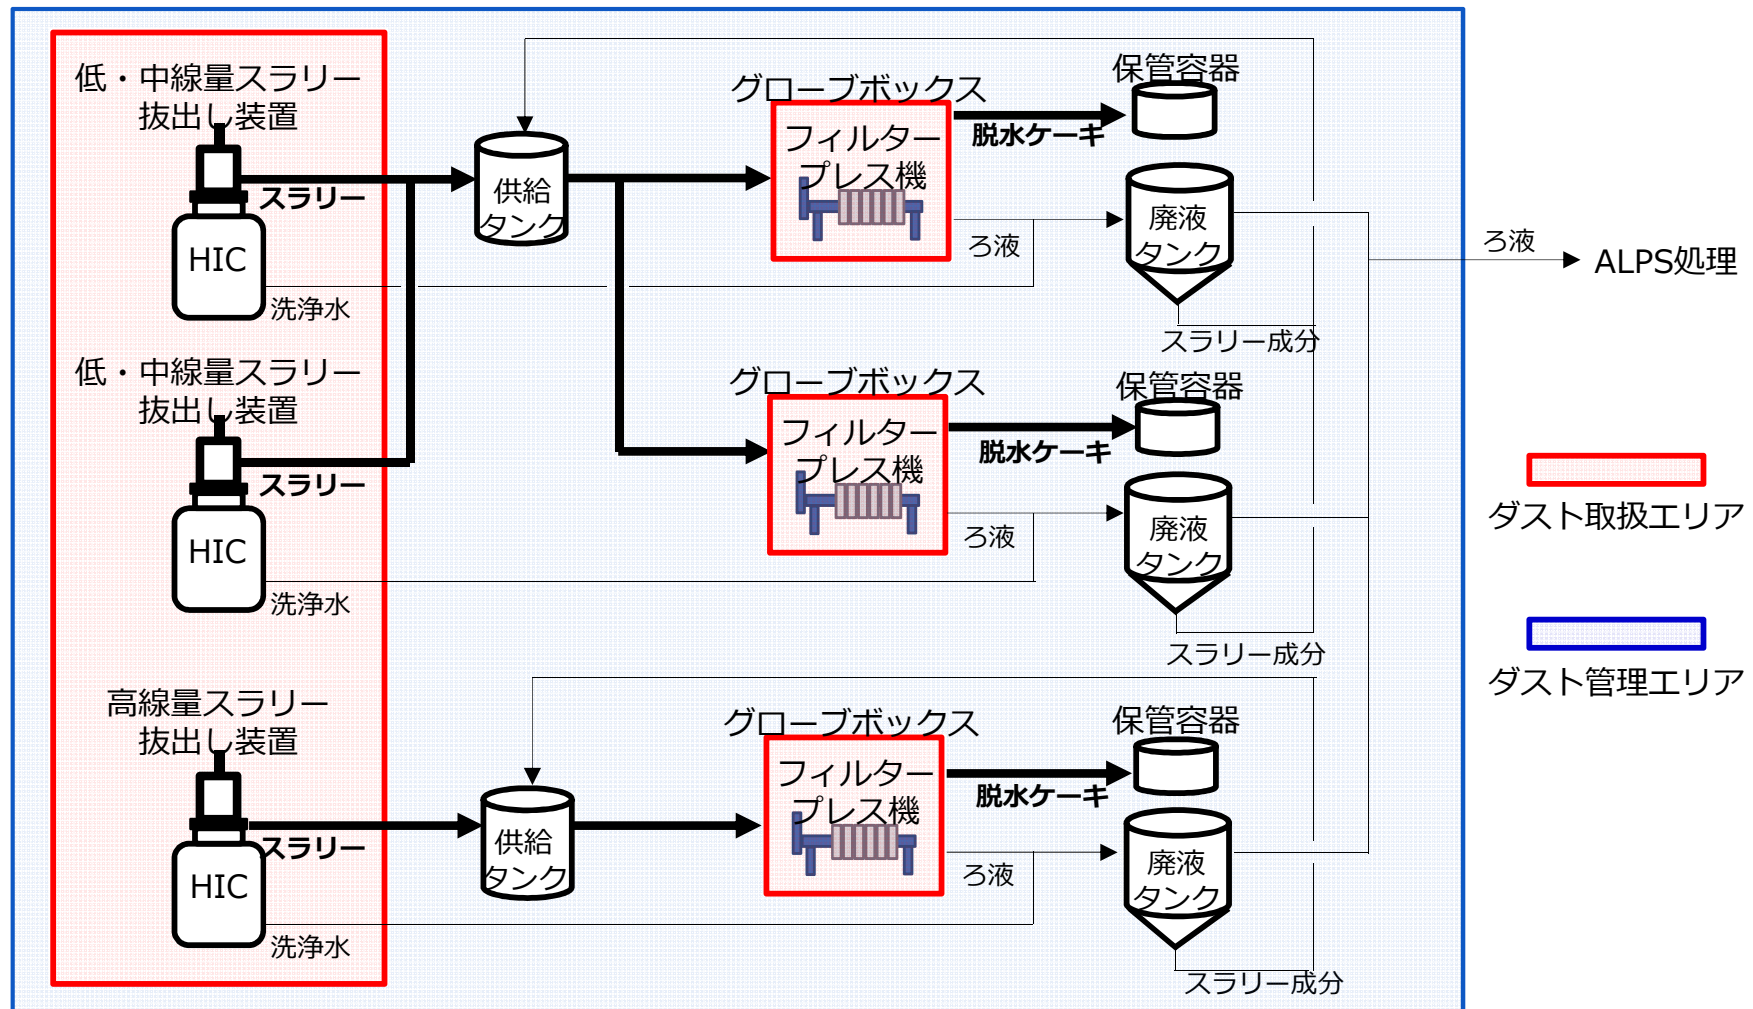 低・中線量スラリー
抜出し装置
スラリー
HIC
洗浄水
供給
タンク
グローブボックス
フィルター
プレス機
脱水ケーキ
保管容器
ろ液
廃液
タンク
スラリー成分
ろ液
ALPS処理
低・中線量スラリー
抜出し装置
スラリー
HIC
洗浄水
グローブボックス
フィルター
プレス機
脱水ケーキ
保管容器
ろ液
廃液
タンク
スラリー成分
高線量スラリー
抜出し装置
スラリー
HIC
洗浄水
供給
タンク
グローブボックス
フィルター
プレス機
脱水ケーキ
保管容器
ろ液
廃液
タンク
スラリー成分
ダスト取扱エリア
ダスト管理エリア